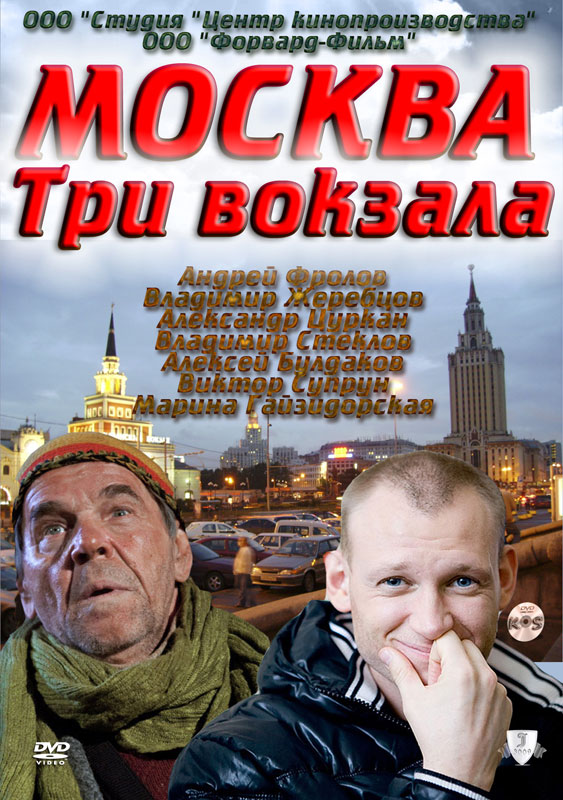 ООО "Студия "Центр кинопроизводства"
ООО "Форвард-Фильм"
МОСКВА
Три вокзала
Андрей Фролов
Владимир Жеребцов
Александр Цуркан
Владимир Стеклов
Алексей Булдаков
Виктор Супрун
Марина Гайзидорская
DVD
KOS
DVD
VIDEO